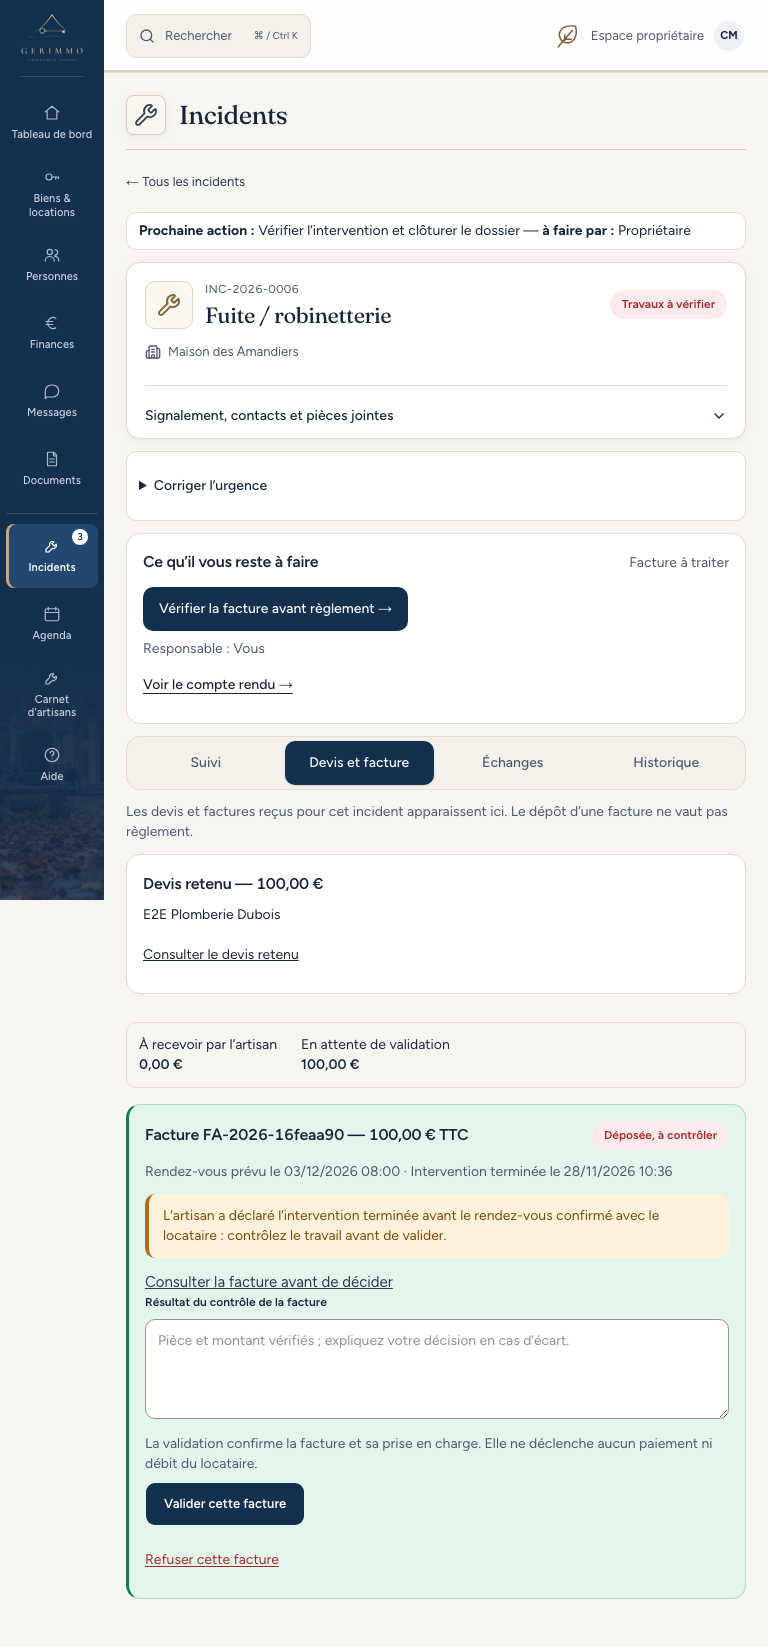 GERIMMO
Rechercher ⌘ / Ctrl K
Espace propriétaire CM
Tableau de bord
Biens &
locations
Personnes
Finances
Messages
Documents
3
Incidents
Agenda
Carnet
d'artisans
Aide
Incidents
← Tous les incidents
Prochaine action : Vérifier l’intervention et clôturer le dossier — à faire par : Propriétaire
INC-2026-0006
Fuite / robinetterie
Travaux à vérifier
Maison des Amandiers
Signalement, contacts et pièces jointes
Corriger l’urgence
Ce qu’il vous reste à faire
Facture à traiter
Vérifier la facture avant règlement →
Responsable : Vous
Voir le compte rendu →
Suivi Devis et facture Échanges Historique
Les devis et factures reçus pour cet incident apparaissent ici. Le dépôt d’une facture ne vaut pas
règlement.
Devis retenu — 100,00 €
E2E Plomberie Dubois
Consulter le devis retenu
À recevoir par l’artisan En attente de validation
0,00 € 100,00 €
Facture FA-2026-16feaa90 — 100,00 € TTC
Déposée, à contrôler
Rendez-vous prévu le 03/12/2026 08:00 · Intervention terminée le 28/11/2026 10:36
L’artisan a déclaré l’intervention terminée avant le rendez-vous confirmé avec le
locataire : contrôlez le travail avant de valider.
Consulter la facture avant de décider
Résultat du contrôle de la facture
Pièce et montant vérifiés ; expliquez votre décision en cas d’écart.
La validation confirme la facture et sa prise en charge. Elle ne déclenche aucun paiement ni
débit du locataire.
Valider cette facture
Refuser cette facture